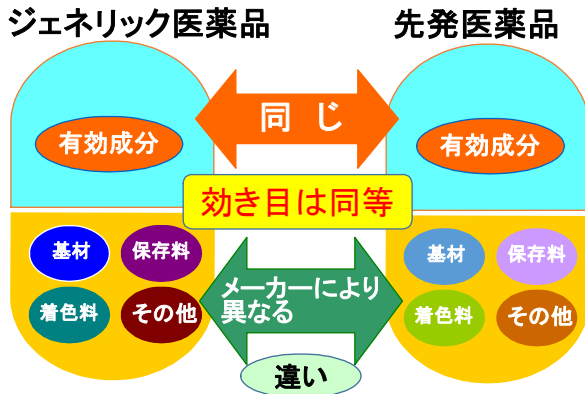 ジェネリック医薬品
先発医薬品
同じ
有効成分
有効成分
効き目は同等
基材
保存料
着色料
その他
メーカーにより
異なる
基材
保存料
着色料
その他
違い